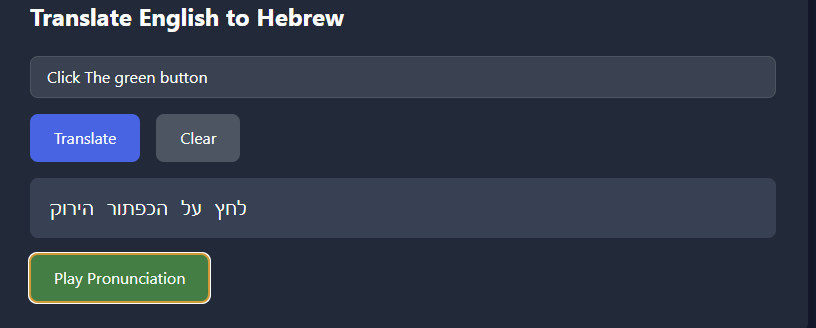 Translate English to Hebrew
Click The green button
Translate
Clear
לחץ על הכפתור הירוק
Play Pronunciation